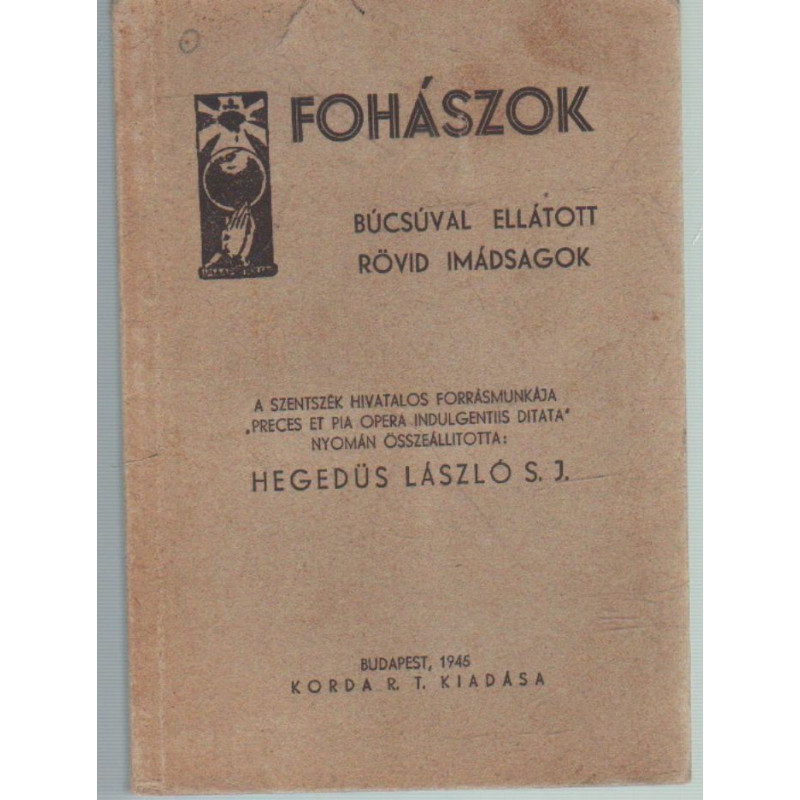 FOHÁSZOK
BÚCSÚVAL ELLÁTOTT
RÖVID IMÁDSAGOK
A SZENTSZÉK HIVATALOS FORRÁSMUNKÁJA
„PRECES ET PIA OPERA INDULGENTIIS DITATA"
NYOMÁN ÖSSZEÁLLITOTTA:
HEGEDÜS LÁSZLÓ S. J.
BUDAPEST, 1945
KORDA R. T. KIADÁSA